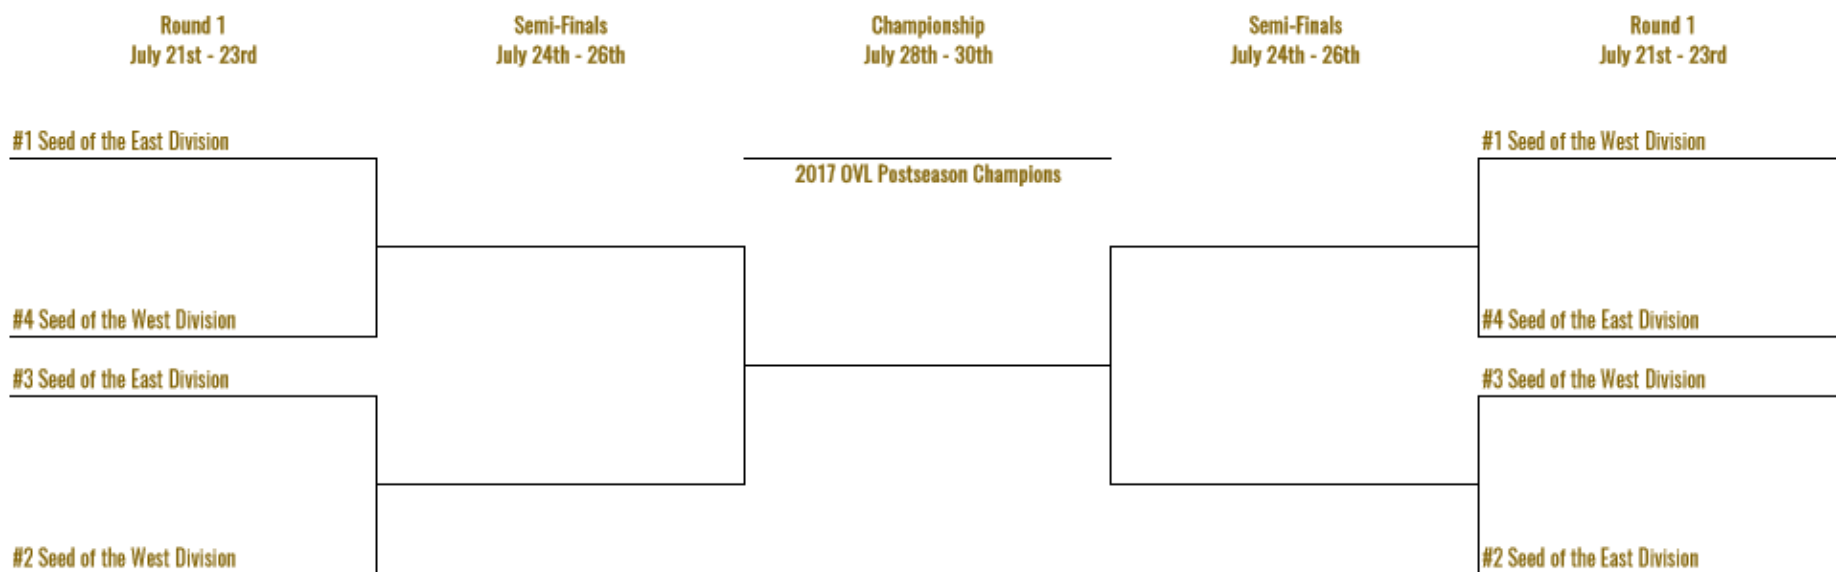 Round 1
July 21st - 23rd
Semi-Finals
July 24th - 26th
Championship
July 28th - 30th
Semi-Finals
July 24th - 26th
Round 1
July 21st - 23rd
#1 Seed of the East Division
#4 Seed of the West Division
#3 Seed of the East Division
#2 Seed of the West Division
2017 OVL Postseason Champions
#1 Seed of the West Division
#4 Seed of the East Division
#3 Seed of the West Division
#2 Seed of the East Division